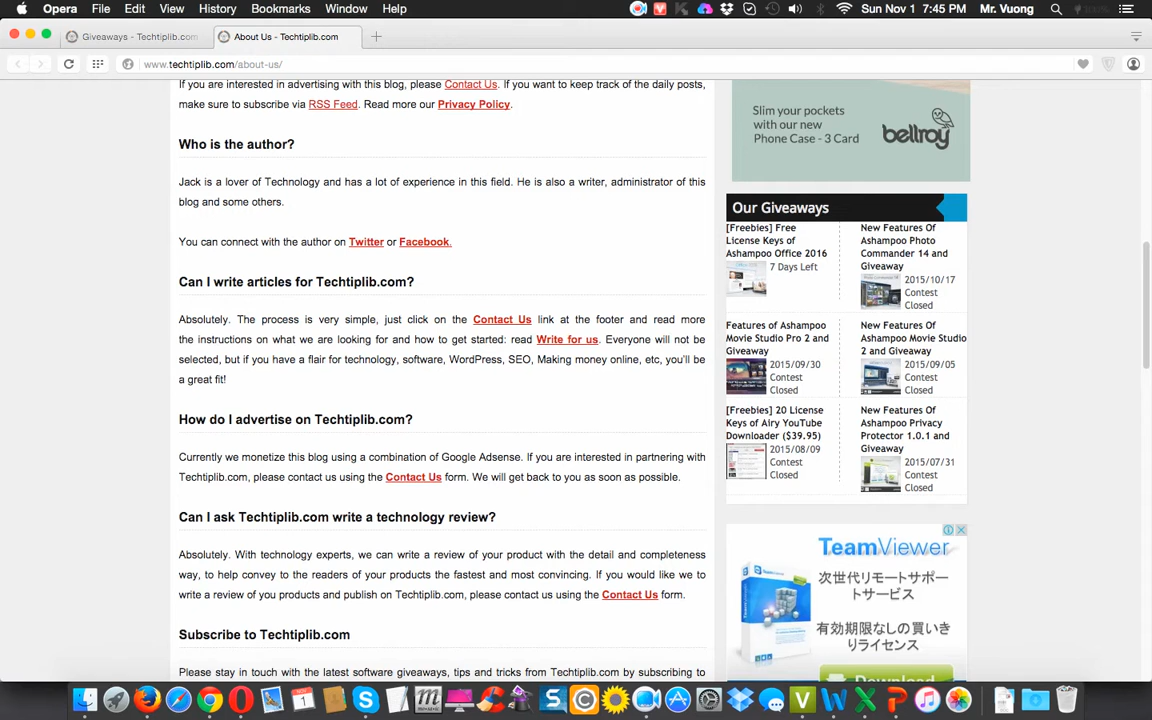 Opera File Edit View History Bookmarks Window Help
Sun Nov 1 7:45 PM Mr. Vuong
Giveaways - Techtiplib.com
About Us - Techtiplib.com
www.techtiplib.com/about-us/
If you are interested in advertising with this blog, please Contact Us. If you want to keep track of the daily posts,
make sure to subscribe via RSS Feed. Read more our Privacy Policy.
Who is the author?
Jack is a lover of Technology and has a lot of experience in this field. He is also a writer, administrator of this
blog and some others.
You can connect with the author on Twitter or Facebook.
Can I write articles for Techtiplib.com?
Absolutely. The process is very simple, just click on the Contact Us link at the footer and read more
the instructions on what we are looking for and how to get started: read Write for us. Everyone will not be
selected, but if you have a flair for technology, software, WordPress, SEO, Making money online, etc, you'll be
a great fit!
How do I advertise on Techtiplib.com?
Currently we monetize this blog using a combination of Google Adsense. If you are interested in partnering with
Techtiplib.com, please contact us using the Contact Us form. We will get back to you as soon as possible.
Can I ask Techtiplib.com write a technology review?
Absolutely. With technology experts, we can write a review of your product with the detail and completeness
way, to help convey to the readers of your products the fastest and most convincing. If you would like we to
write a review of you products and publish on Techtiplib.com, please contact us using the Contact Us form.
Subscribe to Techtiplib.com
Please stay in touch with the latest software giveaways, tips and tricks from Techtiplib.com by subscribing to
Slim your pockets
with our new
Phone Case - 3 Card
bellroy
Our Giveaways
[Freebies] Free
License Keys of
Ashampoo Office 2016
7 Days Left
New Features Of
Ashampoo Photo
Commander 14 and
Giveaway
2015/10/17
Contest
Closed
Features of Ashampoo
Movie Studio Pro 2 and
Giveaway
2015/09/30
Contest
Closed
New Features Of
Ashampoo Movie Studio
2 and Giveaway
2015/09/05
Contest
Closed
[Freebies] 20 License
Keys of Airy YouTube
Downloader ($39.95)
2015/08/09
Contest
Closed
New Features Of
Ashampoo Privacy
Protector 1.0.1 and
Giveaway
2015/07/31
Contest
Closed
TeamViewer
次世代リモートサポ
ートサービス
有効期限なしの買いき
りライセンス
Download